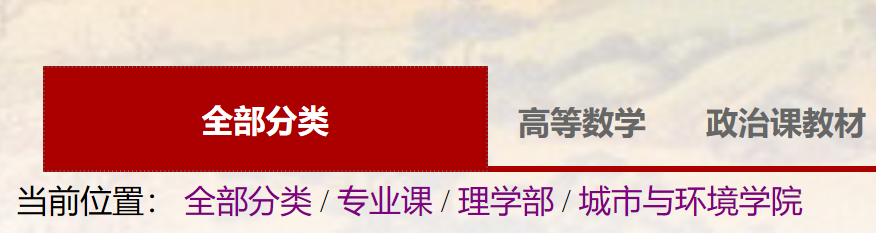 全部分类 高等数学 政治课教材
当前位置： 全部分类 / 专业课 / 理学部 / 城市与环境学院